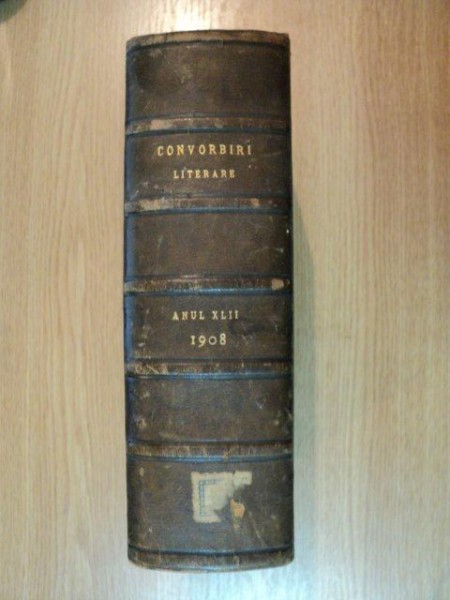 CONVORBIRI
LITERARE
ANUL XLII
1908